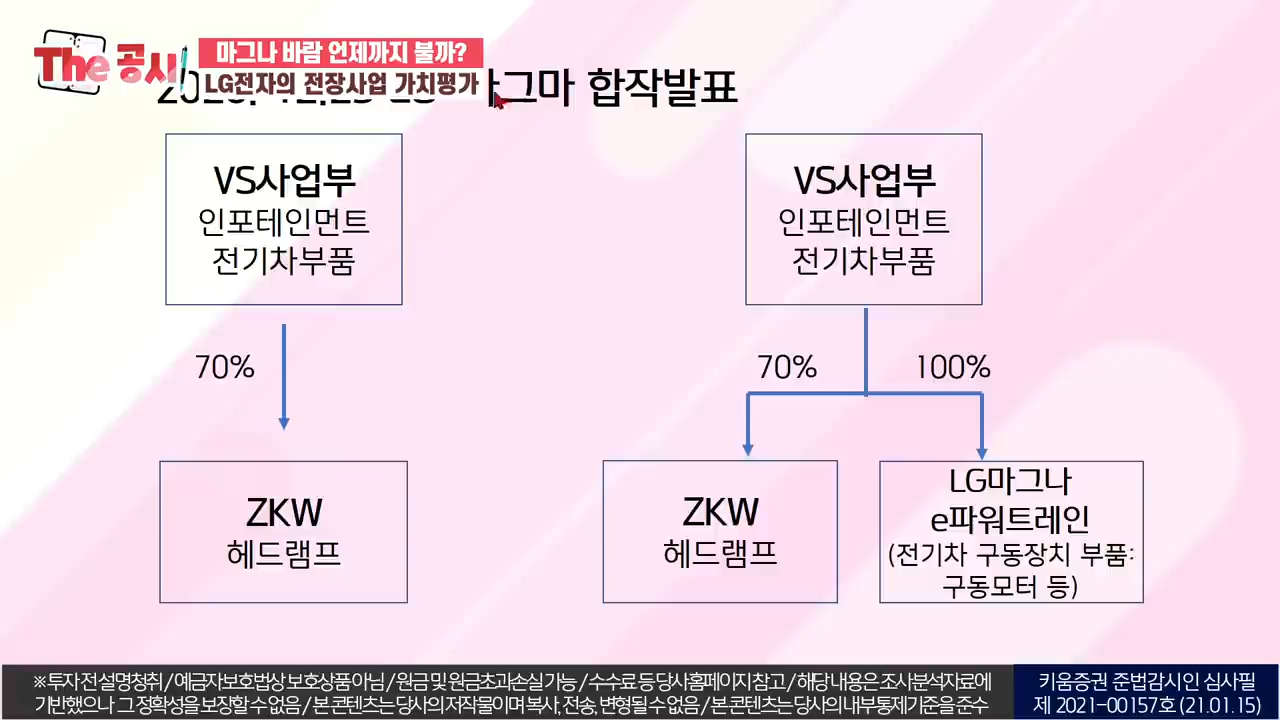 The 공시
마그나 바람 언제까지 불까?
LG전자의 전장사업 가치평가
마그마 합작발표
VS사업부
인포테인먼트
전기차부품
VS사업부
인포테인먼트
전기차부품
70%
70%
100%
ZKW
헤드램프
ZKW
헤드램프
LG마그나
e파워트레인
(전기차 구동장치 부품:
구동모터 등)
※투자 전 설명청취 / 예금자보호법상 보호상품 아님 / 원금 및 원금초과손실 가능 / 수수료 등 당사홈페이지 참고 / 해당 내용은 조사분석자료에
기반했으나 그 정확성을 보장할 수 없음 / 본 콘텐츠는 당사의 저작물이며 복사, 전송, 변형될 수 없음 / 본 콘텐츠는 당사의 내부통제기준을 준수
키움증권 준법감시인 심사필
제 2021-00157호 (21.01.15)